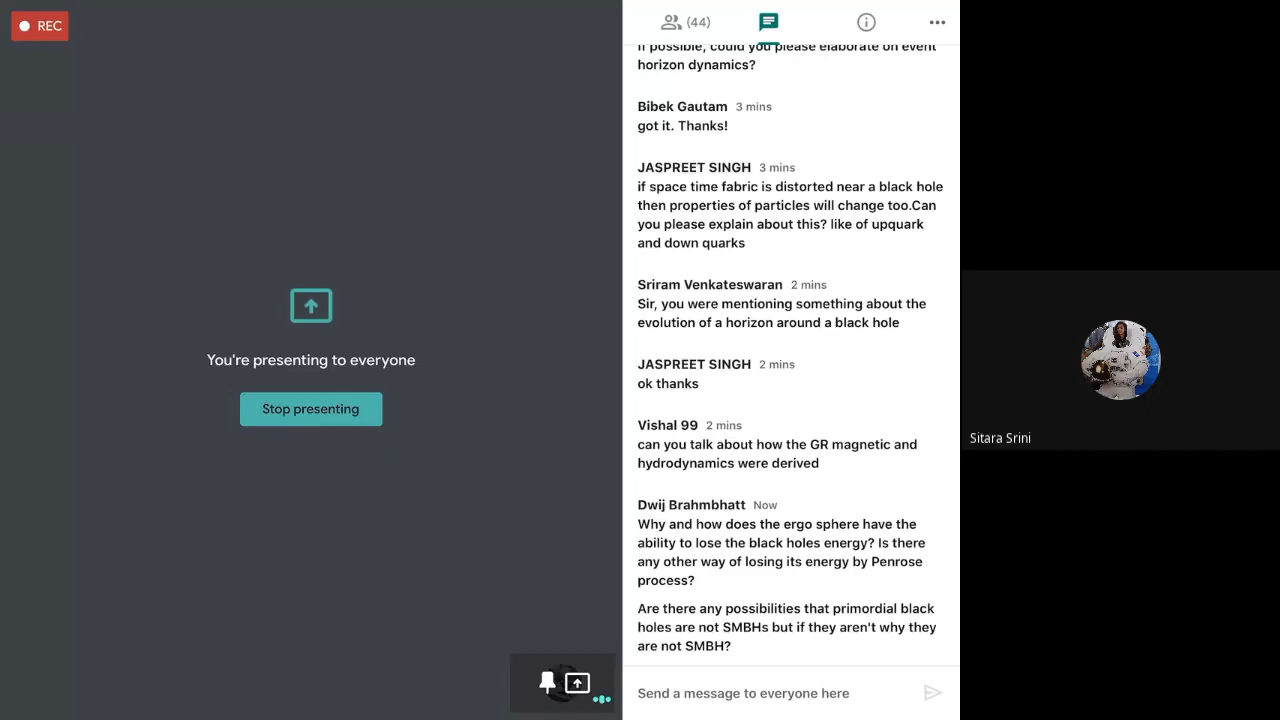 REC
(44)
If possible, could you please elaborate on event
horizon dynamics?
Bibek Gautam 3 mins
got it. Thanks!
JASPREET SINGH 3 mins
if space time fabric is distorted near a black hole
then properties of particles will change too.Can
you please explain about this? like of upquark
and down quarks
Sriram Venkateswaran 2 mins
Sir, you were mentioning something about the
evolution of a horizon around a black hole
JASPREET SINGH 2 mins
ok thanks
Vishal 99 2 mins
can you talk about how the GR magnetic and
hydrodynamics were derived
Dwij Brahmbhatt Now
Why and how does the ergo sphere have the
ability to lose the black holes energy? Is there
any other way of losing its energy by Penrose
process?
Are there any possibilities that primordial black
holes are not SMBHs but if they aren't why they
are not SMBH?
Send a message to everyone here
You're presenting to everyone
Stop presenting
Sitara Srini